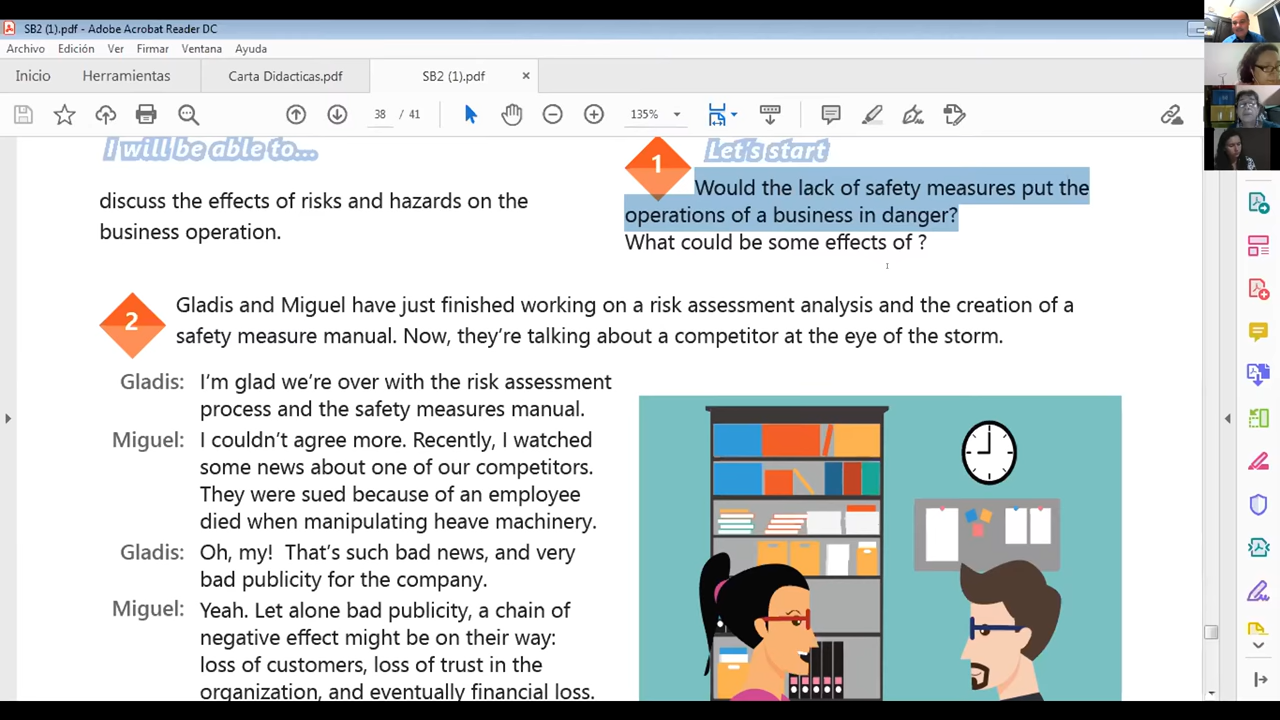 SB2 (1).pdf - Adobe Acrobat Reader DC
Archivo Edición Ver Firmar Ventana Ayuda
Inicio Herramientas Carta Didacticas.pdf SB2 (1).pdf ×
38 / 41 135%
I will be able to...
discuss the effects of risks and hazards on the
business operation.
1 Let's start
Would the lack of safety measures put the
operations of a business in danger?
What could be some effects of ?
2 Gladis and Miguel have just finished working on a risk assessment analysis and the creation of a
safety measure manual. Now, they're talking about a competitor at the eye of the storm.
Gladis: I'm glad we're over with the risk assessment
process and the safety measures manual.
Miguel: I couldn't agree more. Recently, I watched
some news about one of our competitors.
They were sued because of an employee
died when manipulating heave machinery.
Gladis: Oh, my! That's such bad news, and very
bad publicity for the company.
Miguel: Yeah. Let alone bad publicity, a chain of
negative effect might be on their way:
loss of customers, loss of trust in the
organization, and eventually financial loss.